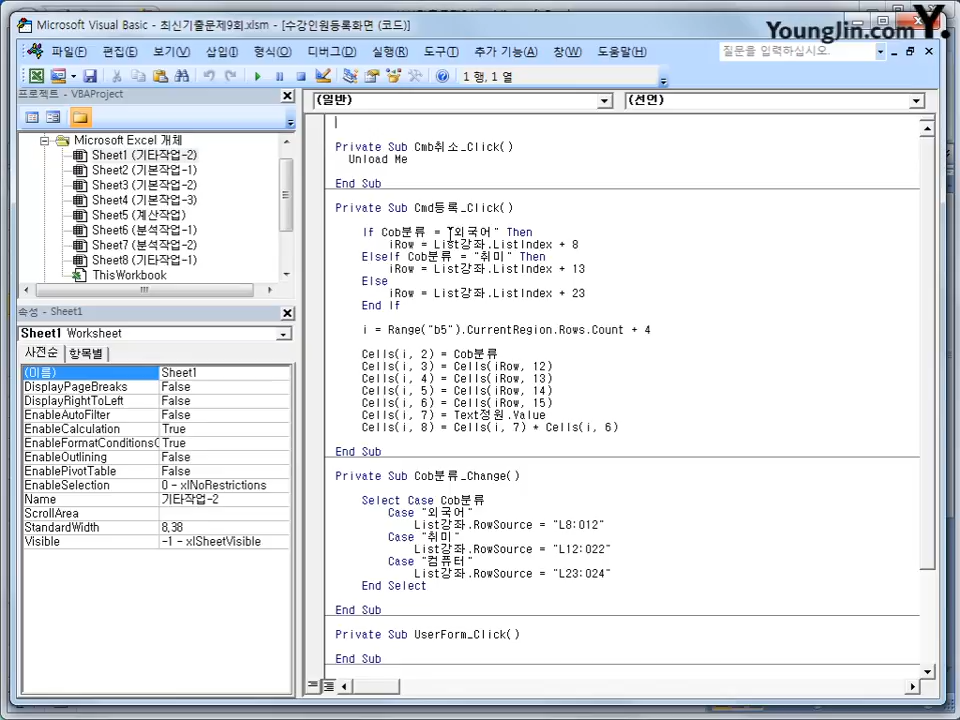 Microsoft Visual Basic - 최신기출문제9회.xlsm - [수강인원등록화면 (코드)]
Younglin.com Y.
파일(F) 편집(E) 보기(V) 삽입(I) 형식(O) 디버그(D) 실행(R) 도구(T) 추가 기능(A) 창(W) 도움말(H)
질문을 입력하십시오.
1 행, 1 열
프로젝트 - VBAProject
(일반) (선언)
Microsoft Excel 개체
Sheet1 (기타작업-2)
Sheet2 (기본작업-1)
Sheet3 (기본작업-2)
Sheet4 (기본작업-3)
Sheet5 (계산작업)
Sheet6 (분석작업-1)
Sheet7 (분석작업-2)
Sheet8 (기타작업-1)
ThisWorkbook
속성 - Sheet1
Sheet1 Worksheet
사전순 항목별
(이름) Sheet1
DisplayPageBreaks False
DisplayRightToLeft False
EnableAutoFilter False
EnableCalculation True
EnableFormatConditionsC True
EnableOutlining False
EnablePivotTable False
EnableSelection 0 - xlNoRestrictions
Name 기타작업-2
ScrollArea
StandardWidth 8,38
Visible -1 - xlSheetVisible
Private Sub Cmb취소_Click()
Unload Me
End Sub
Private Sub Cmd등록_Click()
If Cob분류 = "외국어" Then
iRow = List강좌.ListIndex + 8
ElseIf Cob분류 = "취미" Then
iRow = List강좌.ListIndex + 13
Else
iRow = List강좌.ListIndex + 23
End If
i = Range("b5").CurrentRegion.Rows.Count + 4
Cells(i, 2) = Cob분류
Cells(i, 3) = Cells(iRow, 12)
Cells(i, 4) = Cells(iRow, 13)
Cells(i, 5) = Cells(iRow, 14)
Cells(i, 6) = Cells(iRow, 15)
Cells(i, 7) = Text정원.Value
Cells(i, 8) = Cells(i, 7) * Cells(i, 6)
End Sub
Private Sub Cob분류_Change()
Select Case Cob분류
Case "외국어"
List강좌.RowSource = "L8:O12"
Case "취미"
List강좌.RowSource = "L12:O22"
Case "컴퓨터"
List강좌.RowSource = "L23:O24"
End Select
End Sub
Private Sub UserForm_Click()
End Sub